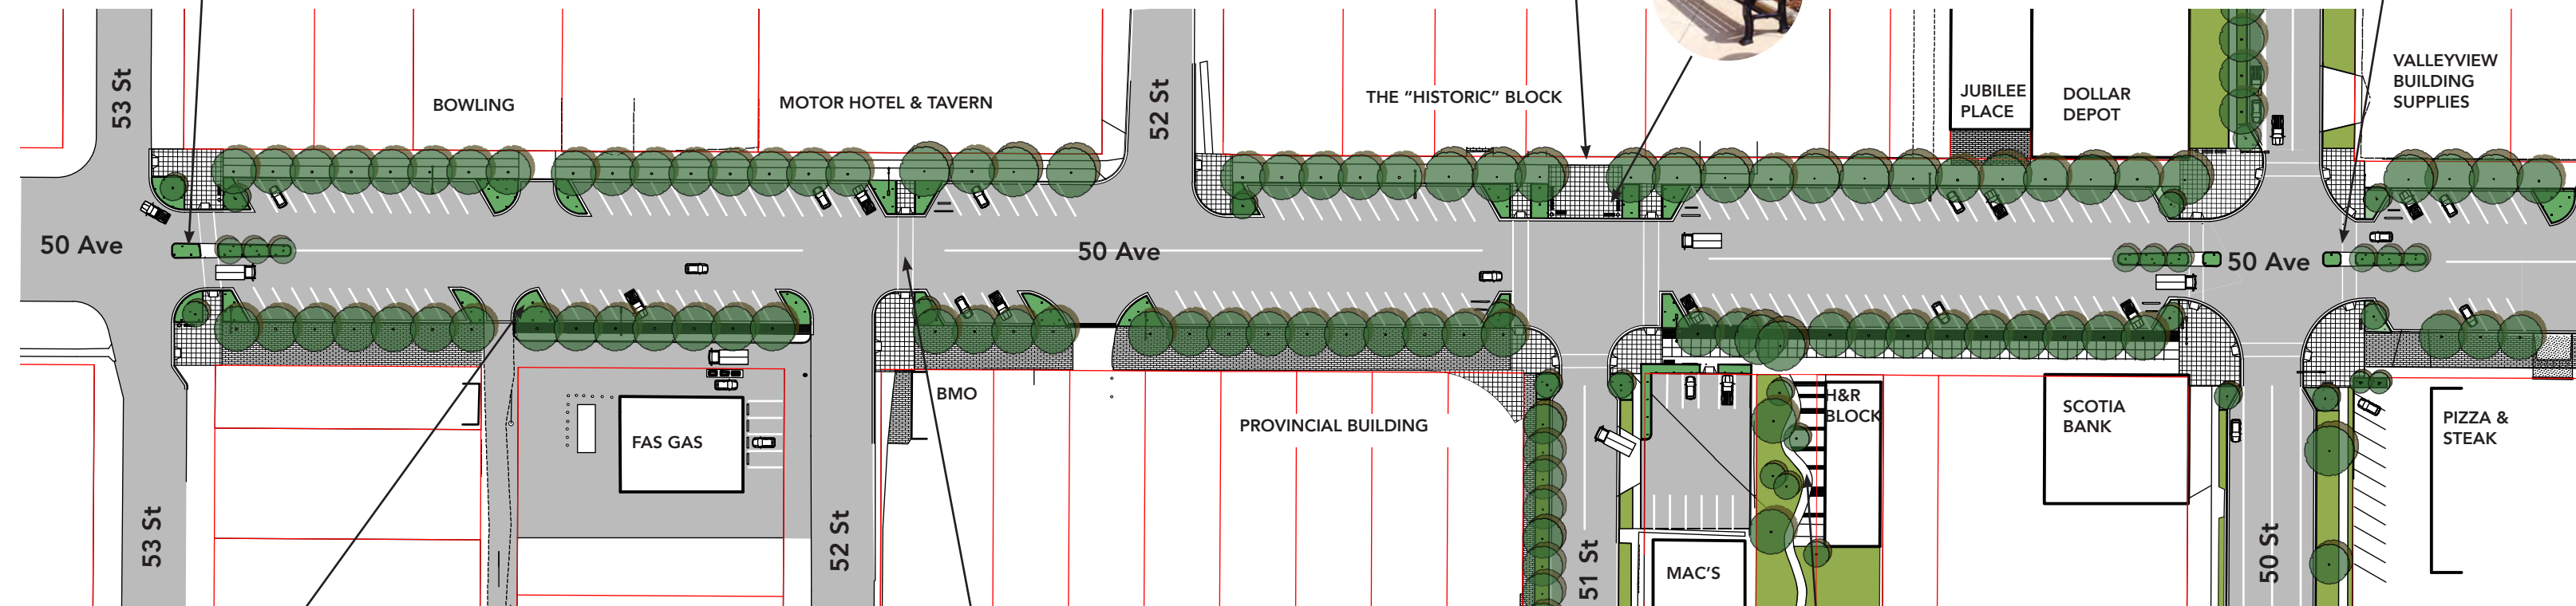 53 St
BOWLING
MOTOR HOTEL & TAVERN
52 St
THE “HISTORIC” BLOCK
JUBILEE
PLACE
DOLLAR
DEPOT
VALLEYVIEW
BUILDING
SUPPLIES
50 Ave
50 Ave
50 Ave
53 St
FAS GAS
52 St
BMO
PROVINCIAL BUILDING
51 St
MAC'S
H&R
BLOCK
SCOTIA
BANK
50 St
PIZZA &
STEAK